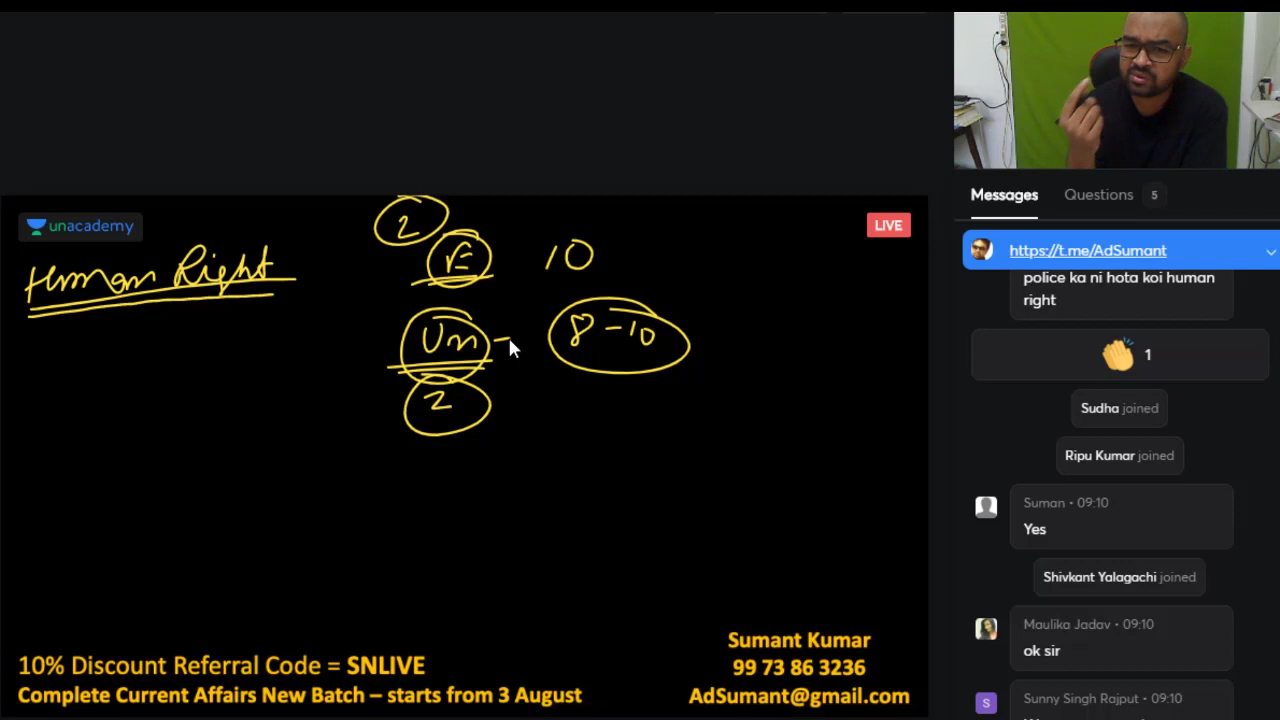 unacademy
LIVE
Human Right
2
E
10
Un -
8-10
2
10% Discount Referral Code = SNLIVE
Complete Current Affairs New Batch – starts from 3 August
Sumant Kumar
99 73 86 3236
AdSumant@gmail.com
Messages
Questions 5
https://t.me/AdSumant
police ka ni hota koi human
right
1
Sudha joined
Ripu Kumar joined
Suman • 09:10
Yes
Shivkant Yalagachi joined
Maulika Jadav • 09:10
ok sir
S
Sunny Singh Rajput • 09:10